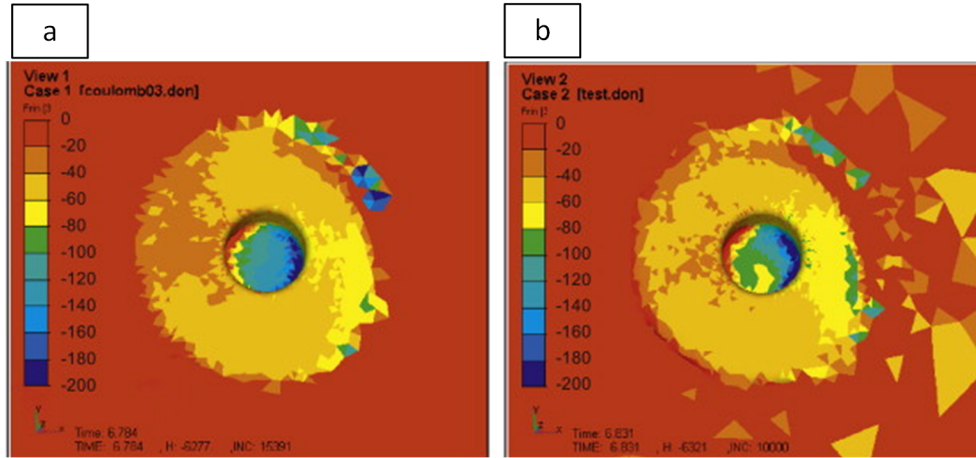 a
b
View 1
Case 1 [coulomb03.don]
0
-20
-40
-60
-80
-100
-120
-140
-160
-180
-200
Y
Z X
Time: 6.784
TIME: 6.784 , H: -6277 ,INC: 15391
View 2
Case 2 [test.don]
0
-20
-40
-60
-80
-100
-120
-140
-160
-180
-200
Y
Z X
Time: 6.831
TIME: 6.831 , H: -6321 ,INC: 10000